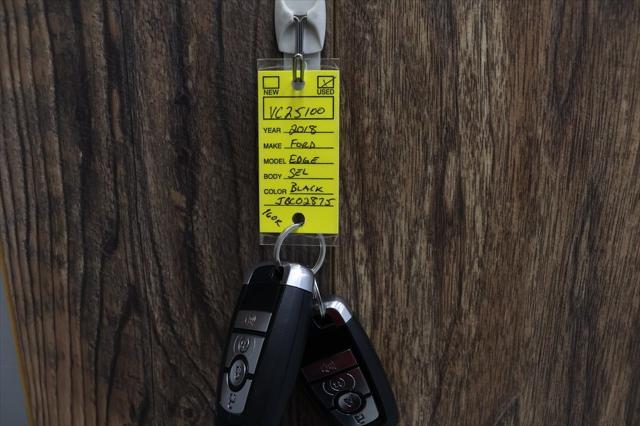 NEW USED
VC25100
YEAR 2018
MAKE FORD
MODEL EDGE
BODY SEL
COLOR BLACK
JBC02875
160K